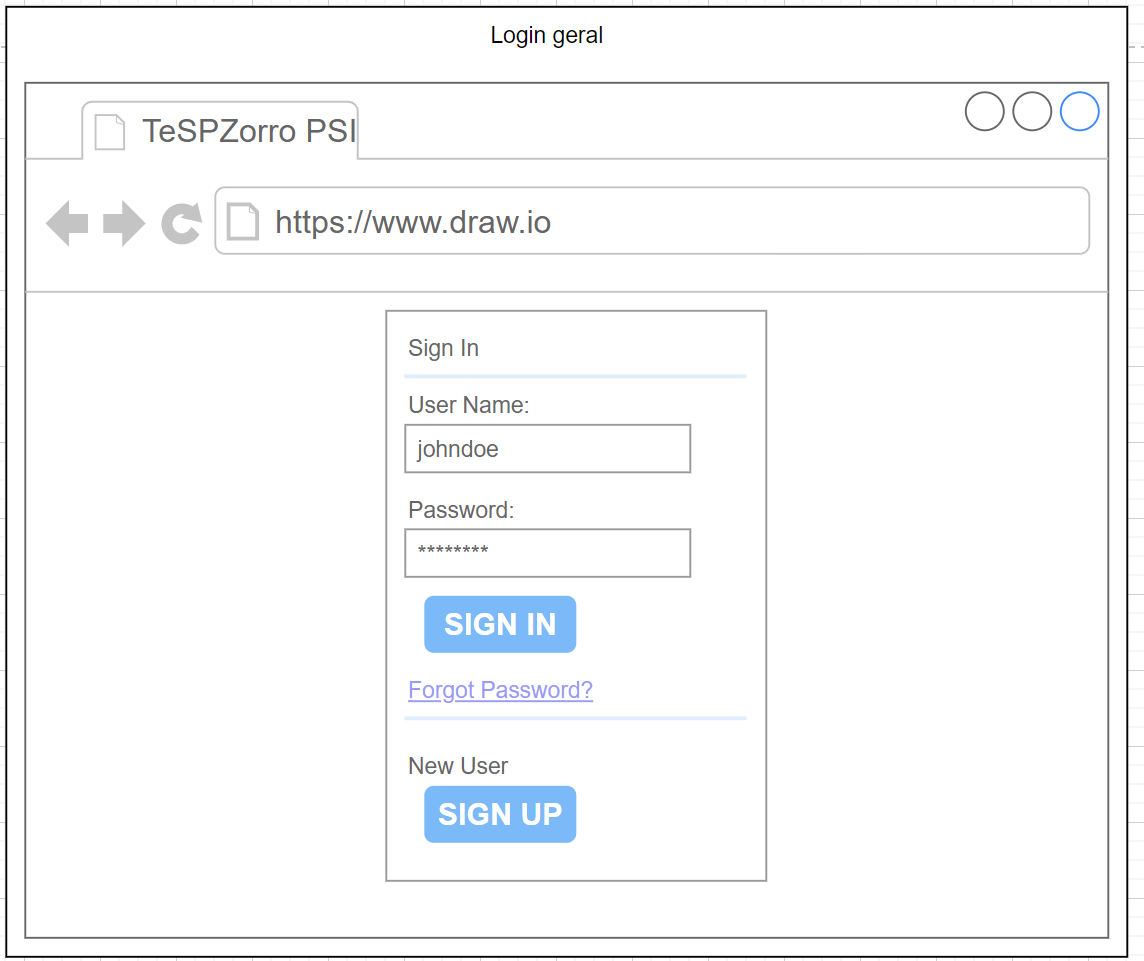 Login geral
TeSPZorro PSI
https://www.draw.io
Sign In
User Name:
johndoe
Password:
********
SIGN IN
Forgot Password?
New User
SIGN UP